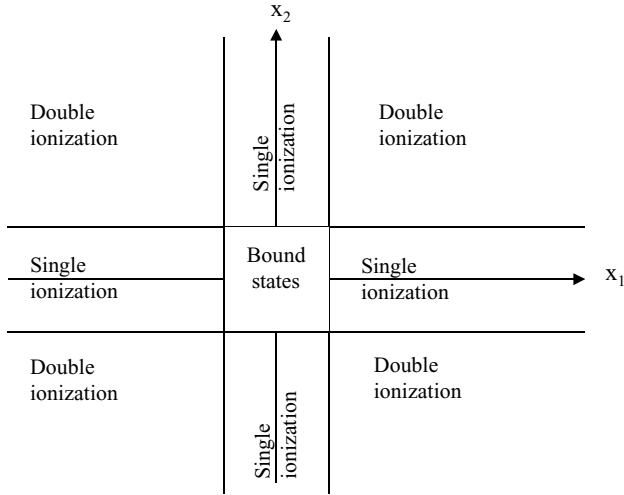 x2
Double
ionization
Single
ionization
Double
ionization
Single
ionization
Bound
states
Single
ionization
x1
Double
ionization
Single
ionization
Double
ionization